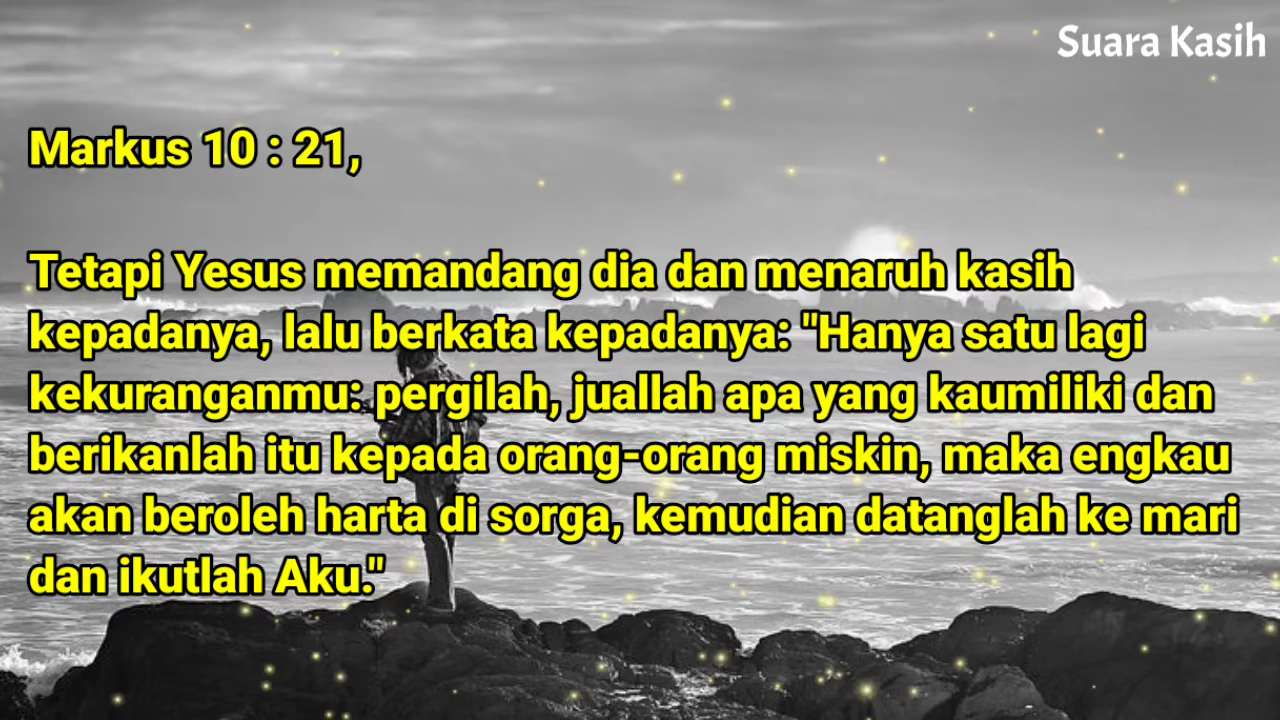 Suara Kasih
Markus 10 : 21,
Tetapi Yesus memandang dia dan menaruh kasih
kepadanya, lalu berkata kepadanya: "Hanya satu lagi
kekuranganmu: pergilah, juallah apa yang kaumiliki dan
berikanlah itu kepada orang-orang miskin, maka engkau
akan beroleh harta di sorga, kemudian datanglah ke mari
dan ikutlah Aku."